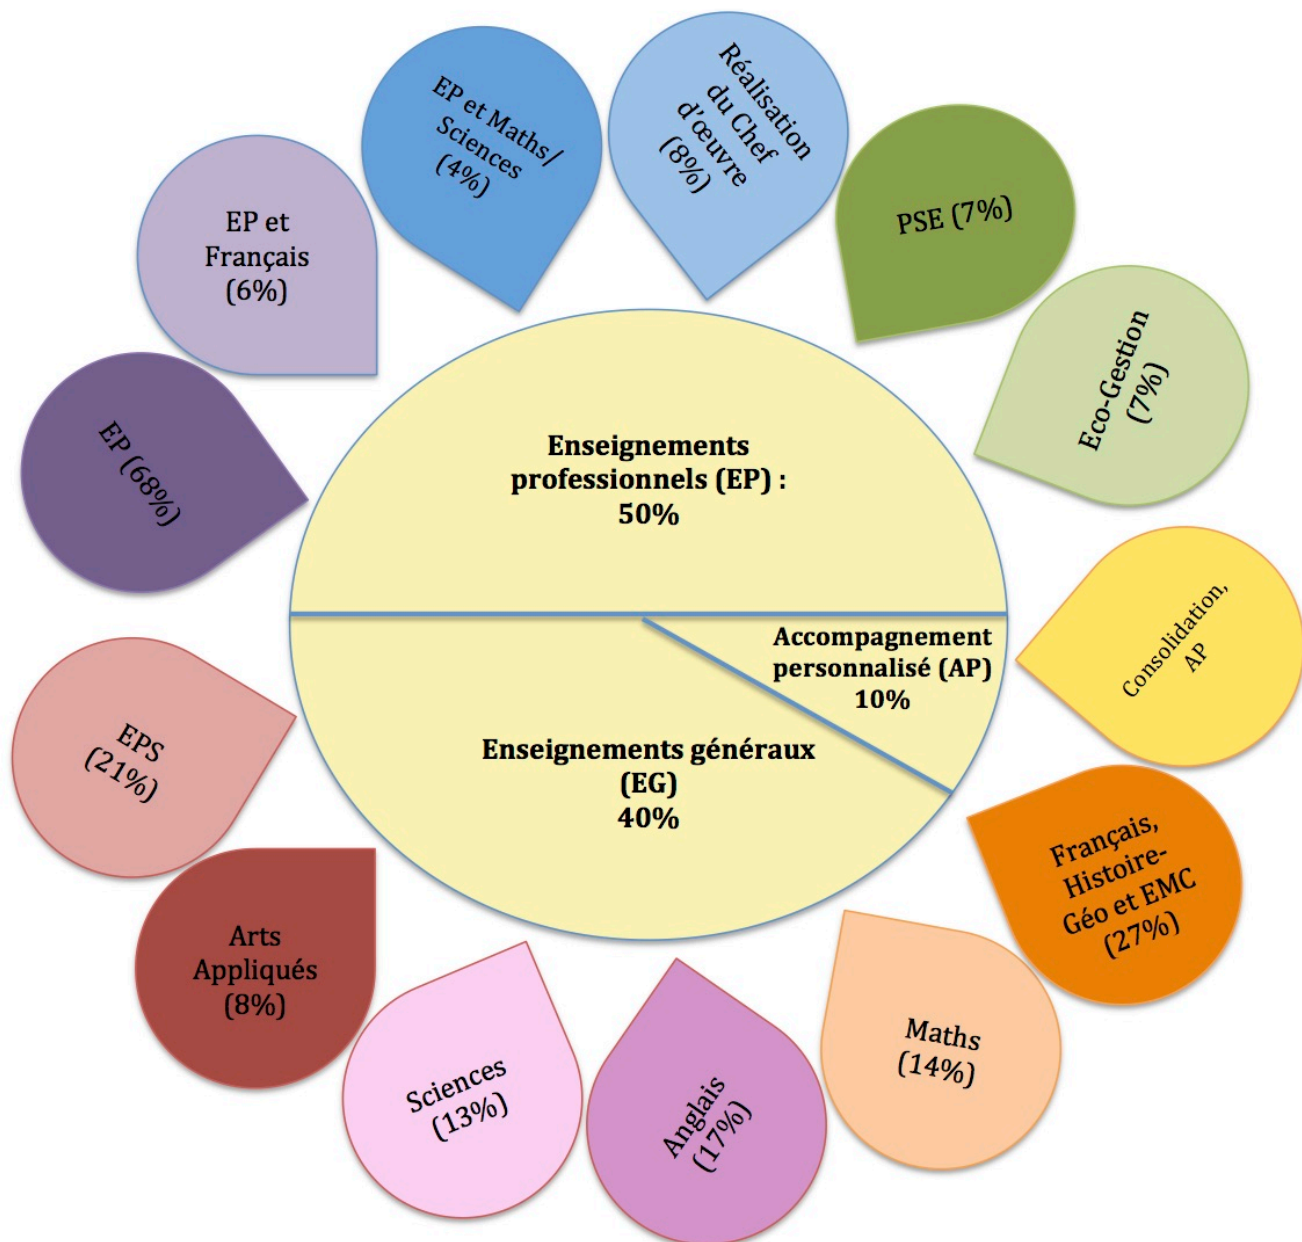 Réalisation
du Chef
d'œuvre
(8%)
EP et Maths/
Sciences
(4%)
PSE (7%)
EP et
Français
(6%)
Eco-Gestion
(7%)
EP (68%)
Enseignements
professionnels (EP) :
50%
Consolidation,
AP
Accompagnement
personnalisé (AP)
10%
Enseignements généraux
(EG)
40%
EPS
(21%)
Français,
Histoire-
Géo et EMC
(27%)
Arts
Appliqués
(8%)
Maths
(14%)
Sciences
(13%)
Anglais
(17%)